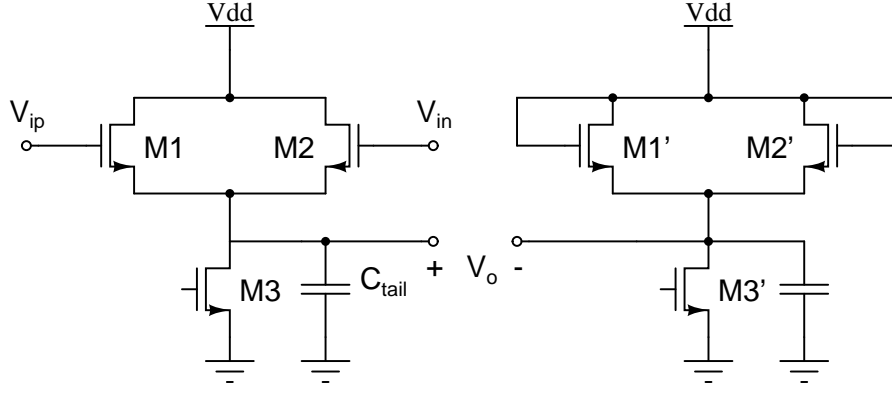 Vdd Vdd
V_ip V_in
M1 M2 M1’ M2’
+ V_o -
M3 C_tail M3’